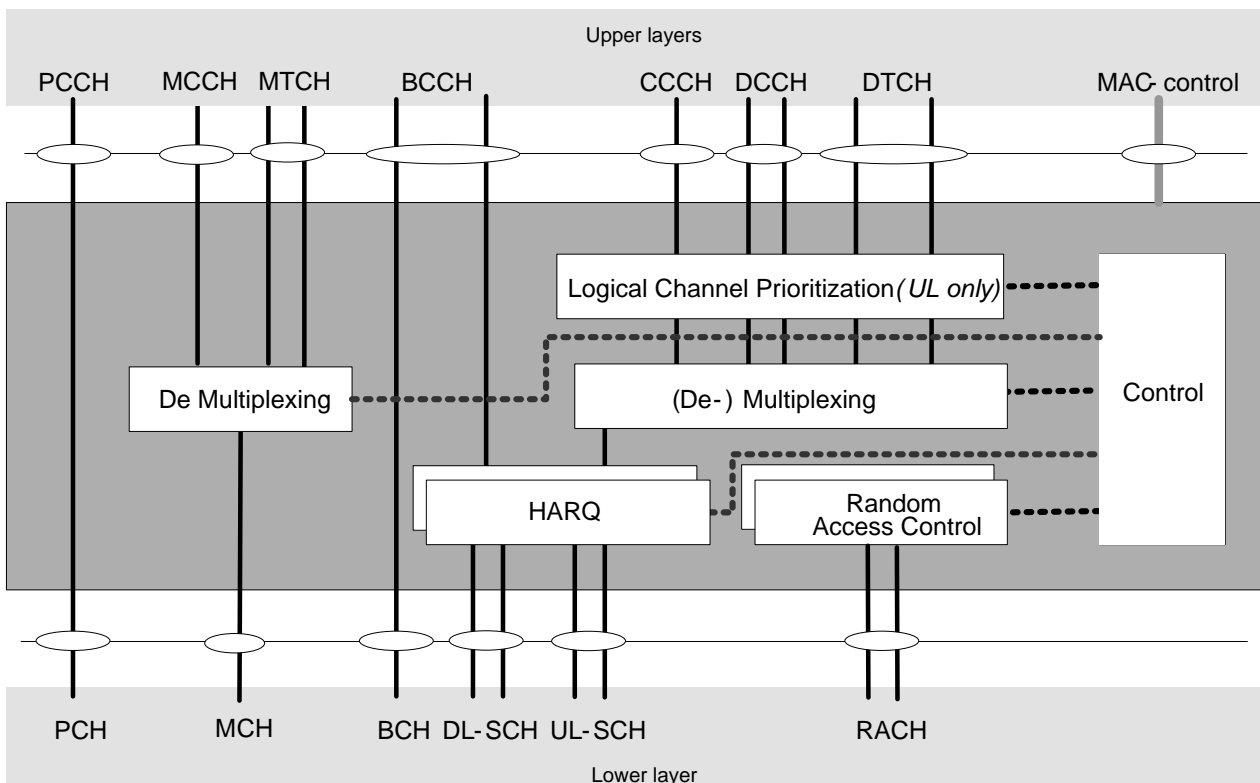 Upper layers
PCCH MCCH MTCH BCCH CCCH DCCH DTCH MAC- control
Logical Channel Prioritization (UL only)
De Multiplexing
(De-) Multiplexing
Control
HARQ
Random
Access Control
PCH MCH BCH DL-SCH UL-SCH RACH
Lower layer